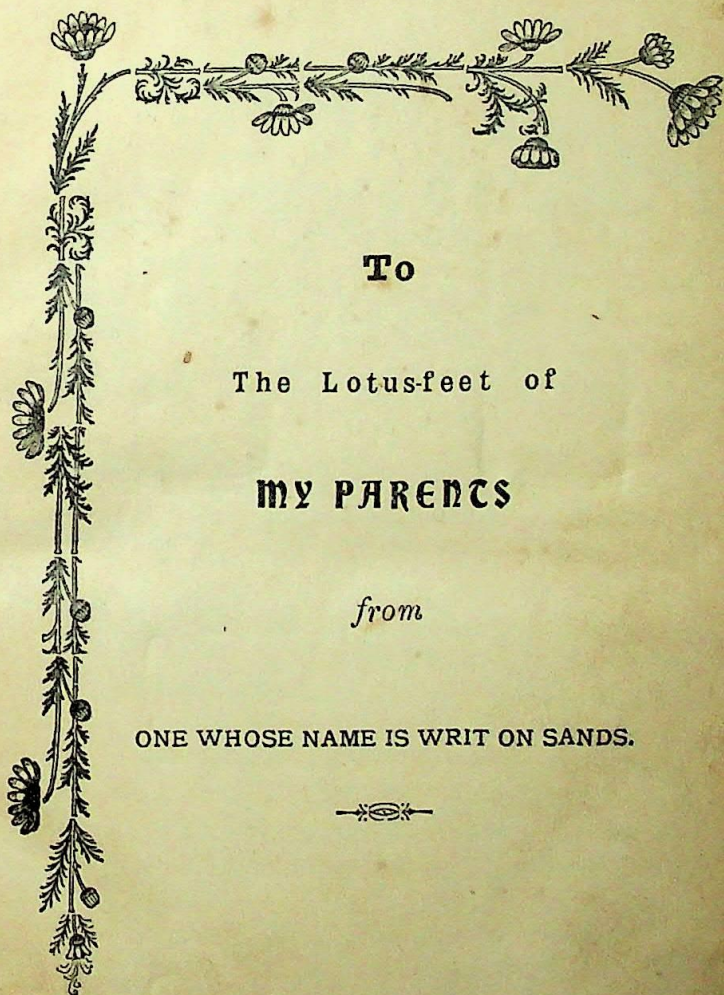 To
The Lotus-feet of
MY PARENTS
from
ONE WHOSE NAME IS WRIT ON SANDS.